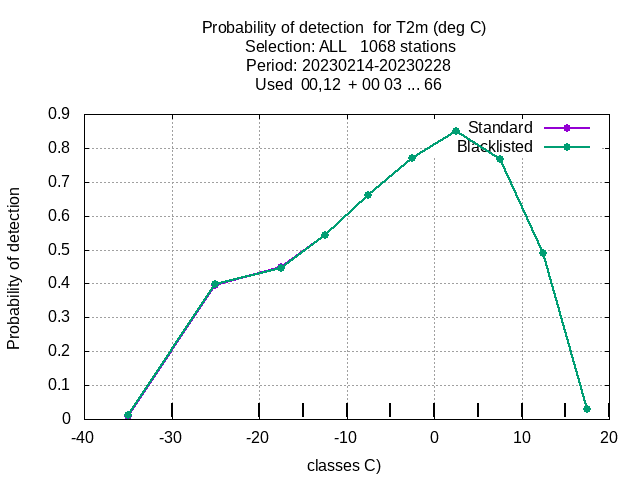 Probability of detection  for T2m (deg C)
Selection: ALL   1068 stations
Period: 20230214-20230228
Used  00,12  + 00 03 ... 66
Probability of detection
0.9
0.8
0.7
0.6
0.5
0.4
0.3
0.2
0.1
0
Standard
Blacklisted
-40 -30 -20 -10 0 10 20
classes C)